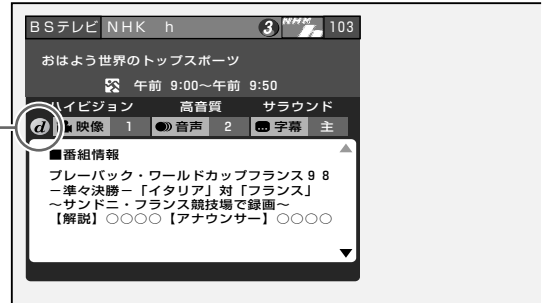 BSテレビ NHK h 3 NHK 103
おはよう世界のトップスポーツ
午前 9:00～午前 9:50
ハイビジョン 高音質 サラウンド
d 映像 1 音声 2 字幕 主
■番組情報
プレーバック・ワールドカップフランス98
－準々決勝－「イタリア」対「フランス」
～サンドニ・フランス競技場で録画～
【解説】○○○○【アナウンサー】○○○○